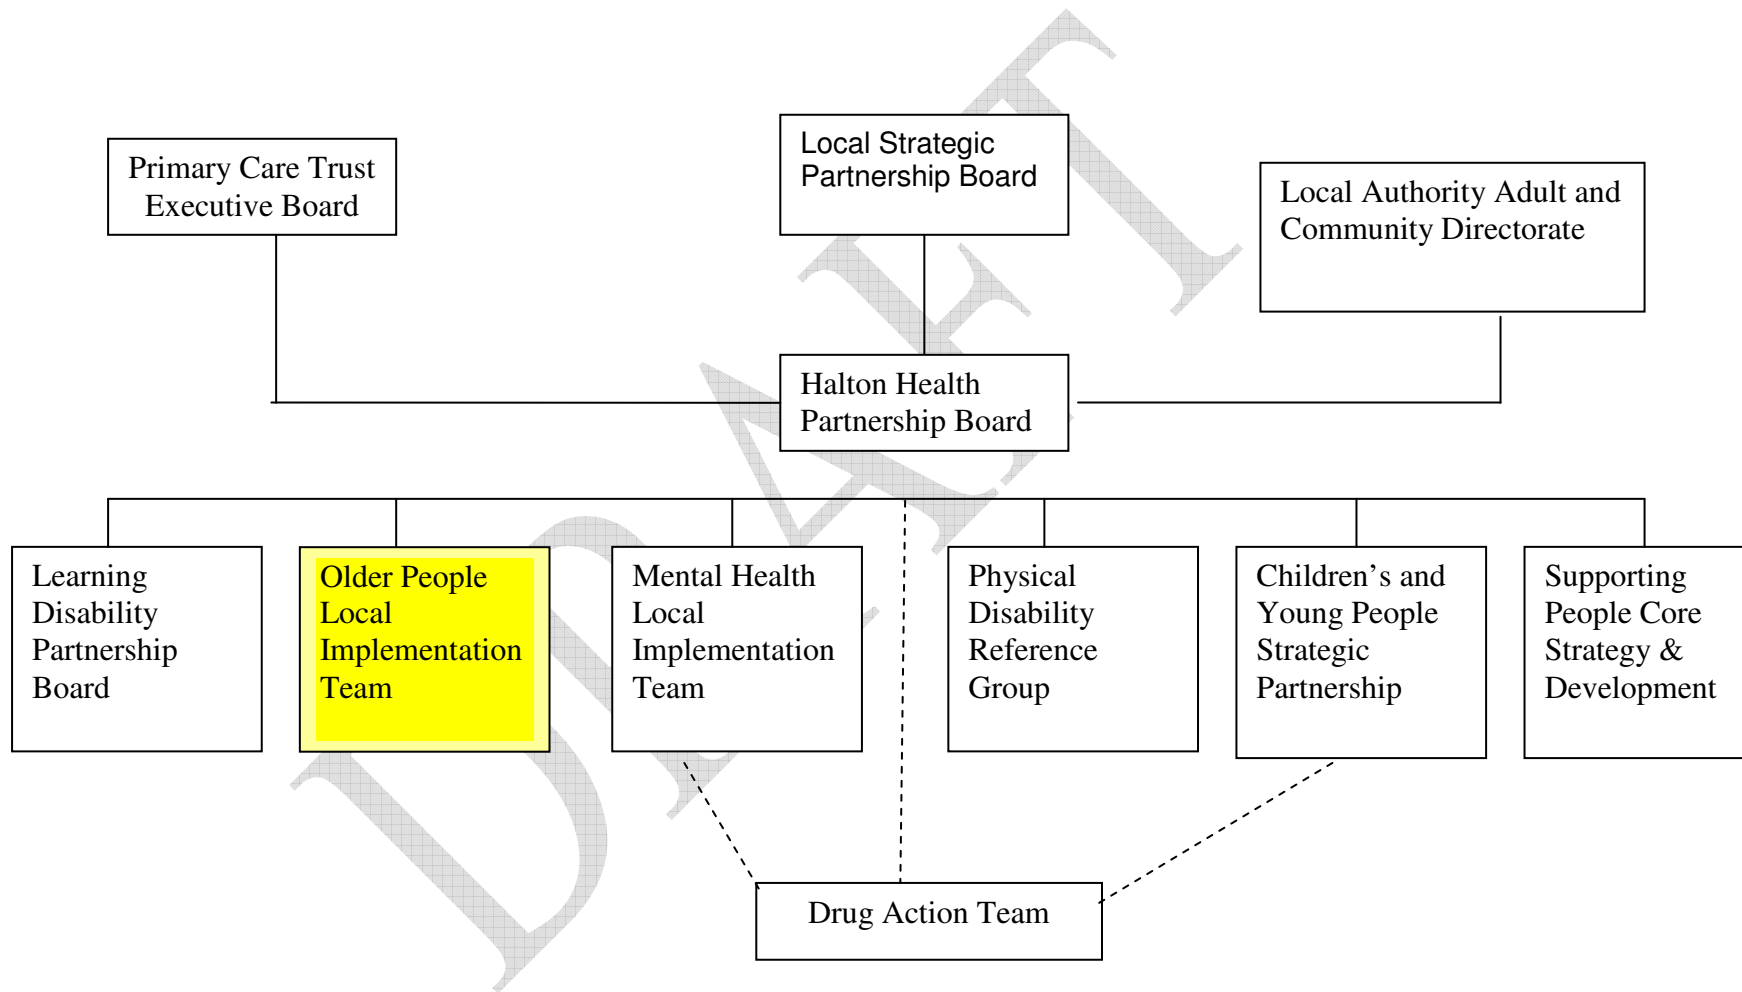 Primary Care Trust
Executive Board
Local Strategic
Partnership Board
Local Authority Adult and
Community Directorate
Halton Health
Partnership Board
Learning
Disability
Partnership
Board
Older People
Local
Implementation
Team
Mental Health
Local
Implementation
Team
Physical
Disability
Reference
Group
Children’s and
Young People
Strategic
Partnership
Supporting
People Core
Strategy &
Development
Drug Action Team
DRAFT